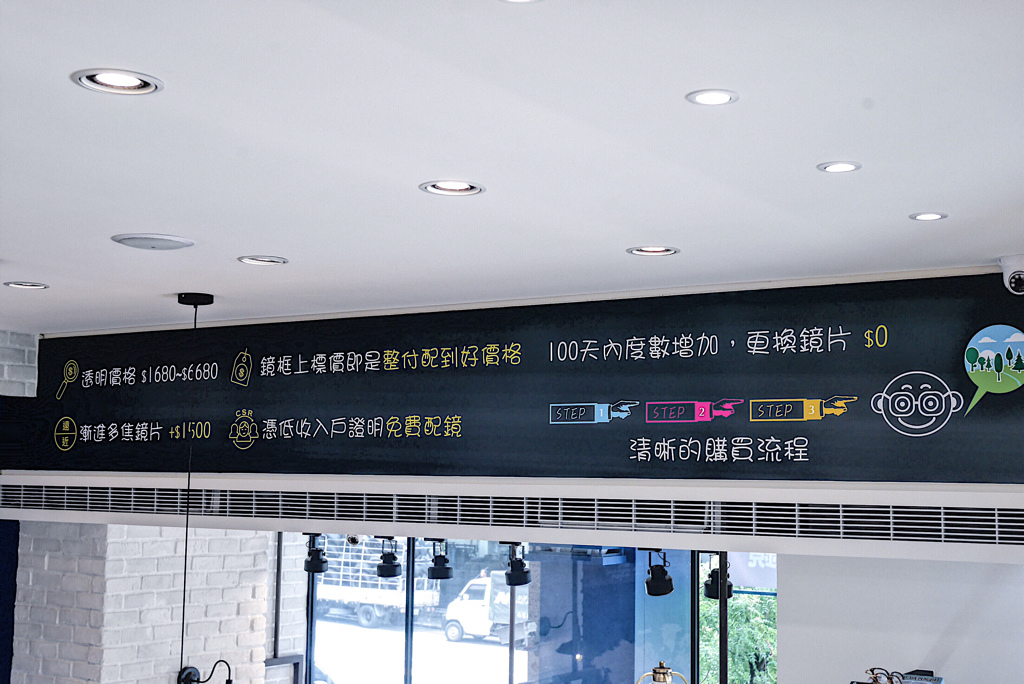 透明價格 $1680~$6680
鏡框上標價即是整付配到好價格
100天內度數增加，更換鏡片 $0
遠近
漸進多焦鏡片 +$1500
CSR
憑低收入戶證明免費配鏡
STEP 1
STEP 2
STEP 3
清晰的購買流程